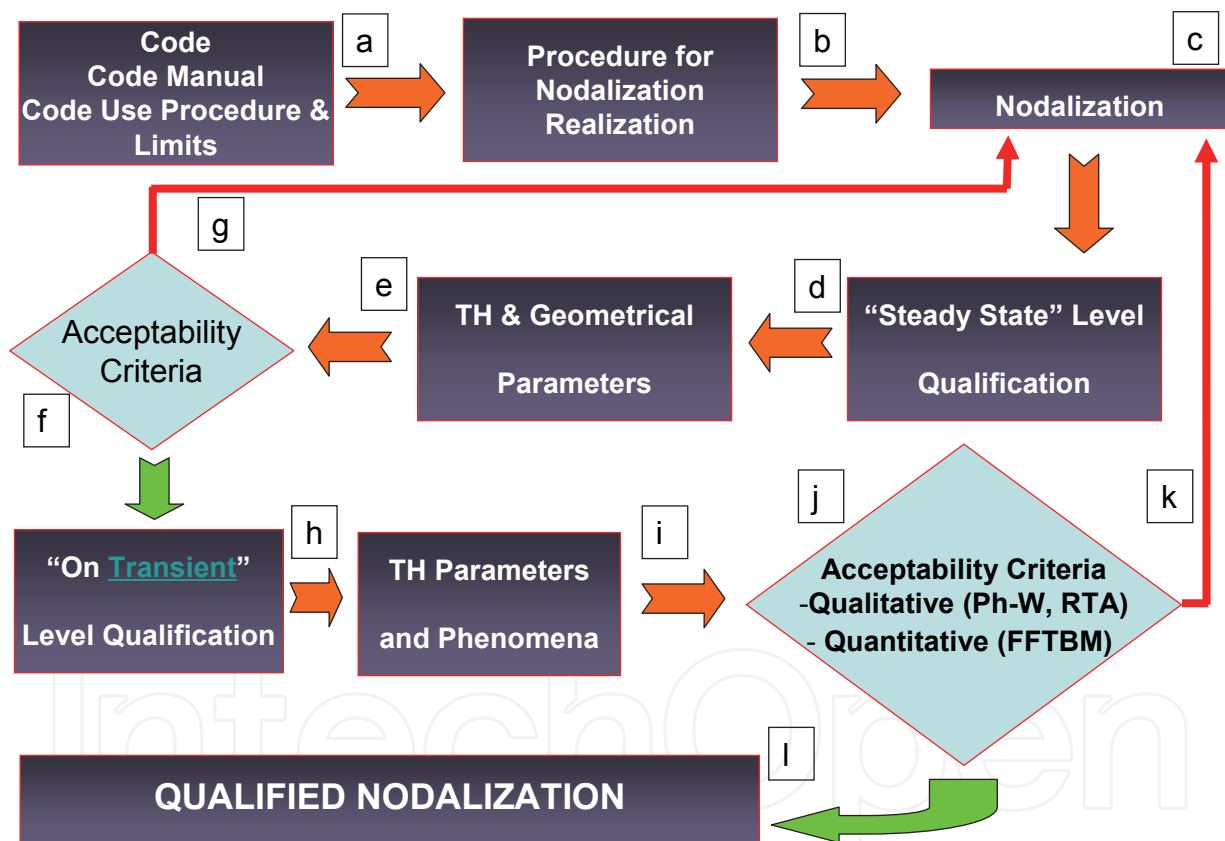 a
b
c
Code
Code Manual
Code Use Procedure &
Limits
Procedure for
Nodalization
Realization
Nodalization
g
e
d
Acceptability
Criteria
TH & Geometrical
Parameters
“Steady State” Level
Qualification
f
h
i
j
k
“On Transient”
Level Qualification
TH Parameters
and Phenomena
Acceptability Criteria
-Qualitative (Ph-W, RTA)
- Quantitative (FFTBM)
l
QUALIFIED NODALIZATION
IntechOpen